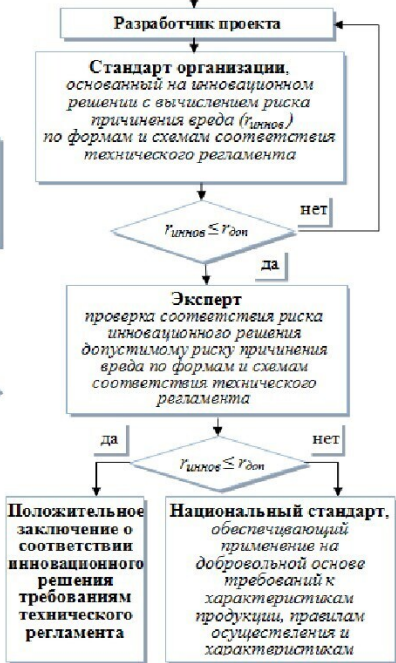 Разработчик проекта
Стандарт организации,
основанный на инновационном
решении с вычислением риска
причинения вреда (rиннов)
по формам и схемам соответствия
технического регламента
нет
rиннов ≤ rдоп
да
Эксперт
проверка соответствия риска
инновационного решения
допустимому риску причинения
вреда по формам и схемам
соответствия технического
регламента
да
нет
rиннов ≤ rдоп
Положительное
заключение о
соответствии
инновационного
решения
требованиям
технического
регламента
Национальный стандарт,
обеспечивающий
применение на
добровольной основе
требований к
характеристикам
продукции, правилам
осуществления и
характеристикам